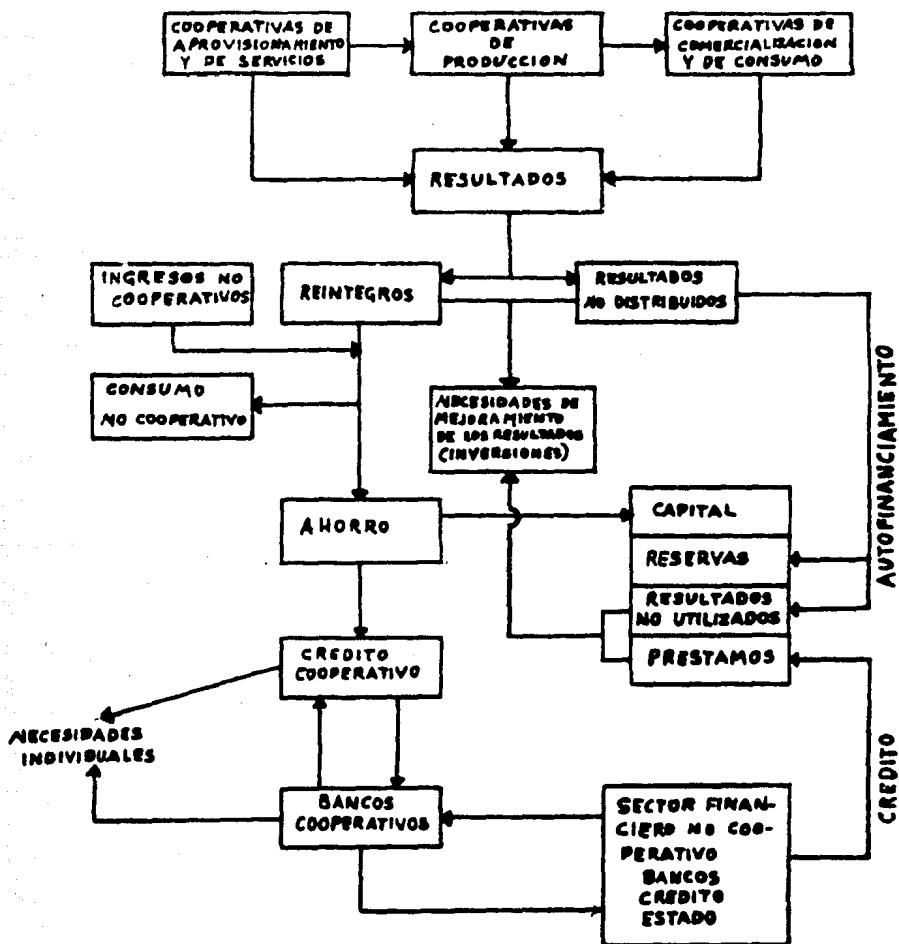 COOPERATIVAS DE
APROVISIONAMIENTO
Y DE SERVICIOS
COOPERATIVAS
DE
PRODUCCION
COOPERATIVAS DE
COMERCIALIZACION
Y DE CONSUMO
RESULTADOS
INGRESOS NO
COOPERATIVOS
REINTEGROS
RESULTADOS
NO DISTRIBUIDOS
CONSUMO
NO COOPERATIVO
NECESIDADES DE
MEJORAMIENTO
DE LOS RESULTADOS
(INVERSIONES)
AUTOFINANCIAMIENTO
AHORRO
CAPITAL
RESERVAS
RESULTADOS
NO UTILIZADOS
PRESTAMOS
CREDITO
COOPERATIVO
NECESIDADES
INDIVIDUALES
BANCOS
COOPERATIVOS
SECTOR FINAN-
CIERO NO COO-
PERATIVO
BANCOS
CREDITO
ESTADO
CREDITO